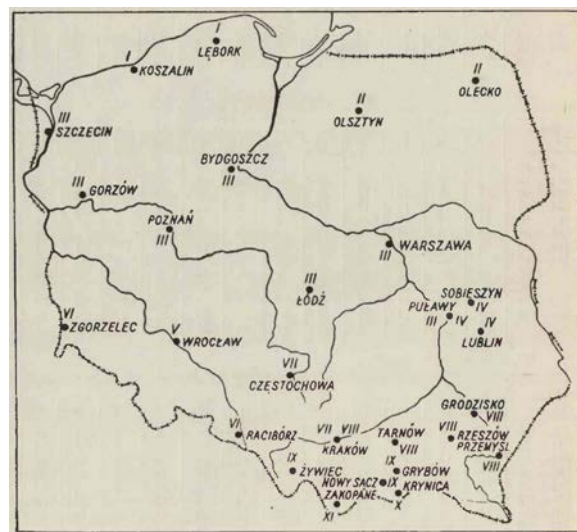 I
LĘBORK
I
KOSZALIN
II
OLECKO
II
OLSZTYN
III
SZCZECIN
BYDGOSZCZ
III
III
GORZÓW
POZNAŃ
III
WARSZAWA
III
III
ŁÓDŹ
SOBIESZYN
IV
PUŁAWY
III IV
IV
LUBLIN
VI
ZGORZELEC
V
WROCŁAW
VII
CZĘSTOCHOWA
GRODZISKO
VIII
VI
RACIBÓRZ
VII VIII
KRAKÓW
TARNÓW
VIII
VIII
RZESZÓW
PRZEMYŚL
VIII
IX
ŻYWIEC
IX
GRYBÓW
NOWY SĄCZ
IX
KRYNICA
X
ZAKOPANE
XI